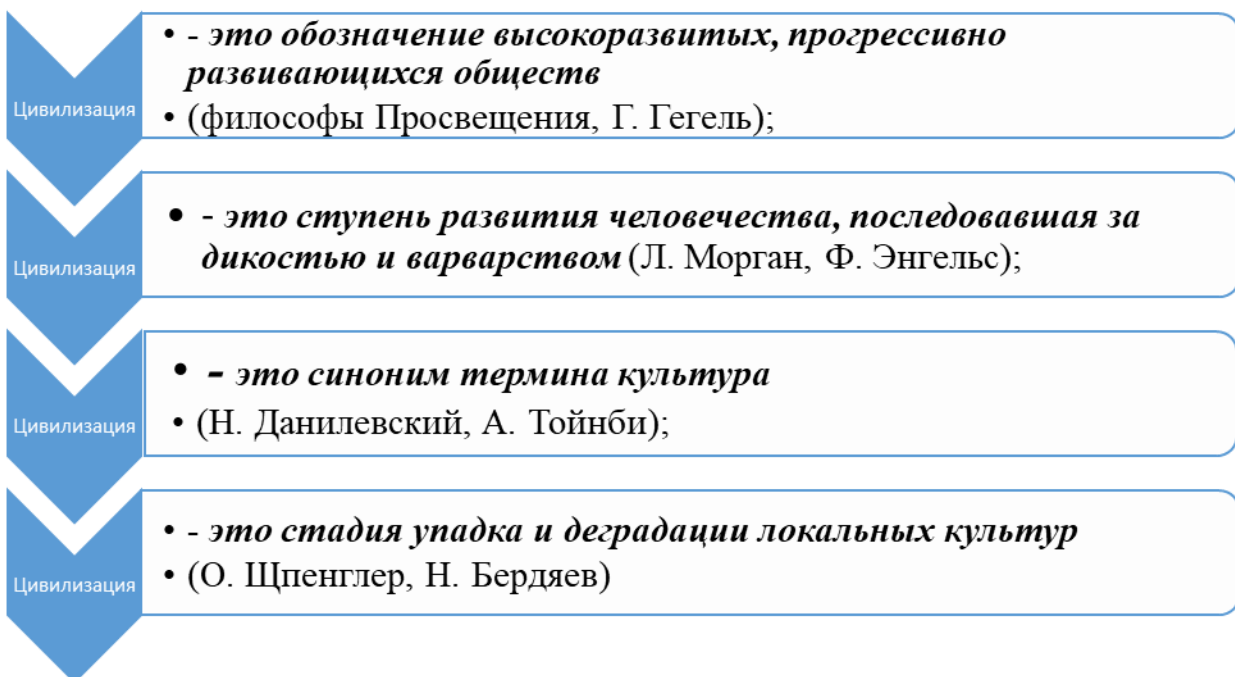 Цивилизация
• - это обозначение высокоразвитых, прогрессивно
развивающихся обществ
• (философы Просвещения, Г. Гегель);
Цивилизация
• - это ступень развития человечества, последовавшая за
дикостью и варварством (Л. Морган, Ф. Энгельс);
Цивилизация
• - это синоним термина культура
• (Н. Данилевский, А. Тойнби);
Цивилизация
• - это стадия упадка и деградации локальных культур
• (О. Щпенглер, Н. Бердяев)